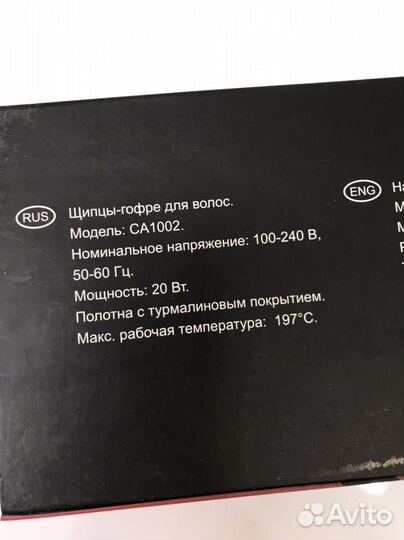 RUS
Щипцы-гофре для волос.
Модель: CA1002.
Номинальное напряжение: 100-240 В,
50-60 Гц.
Мощность: 20 Вт.
Полотна с турмалиновым покрытием.
Макс. рабочая температура: 197°C.
ENG
Avito